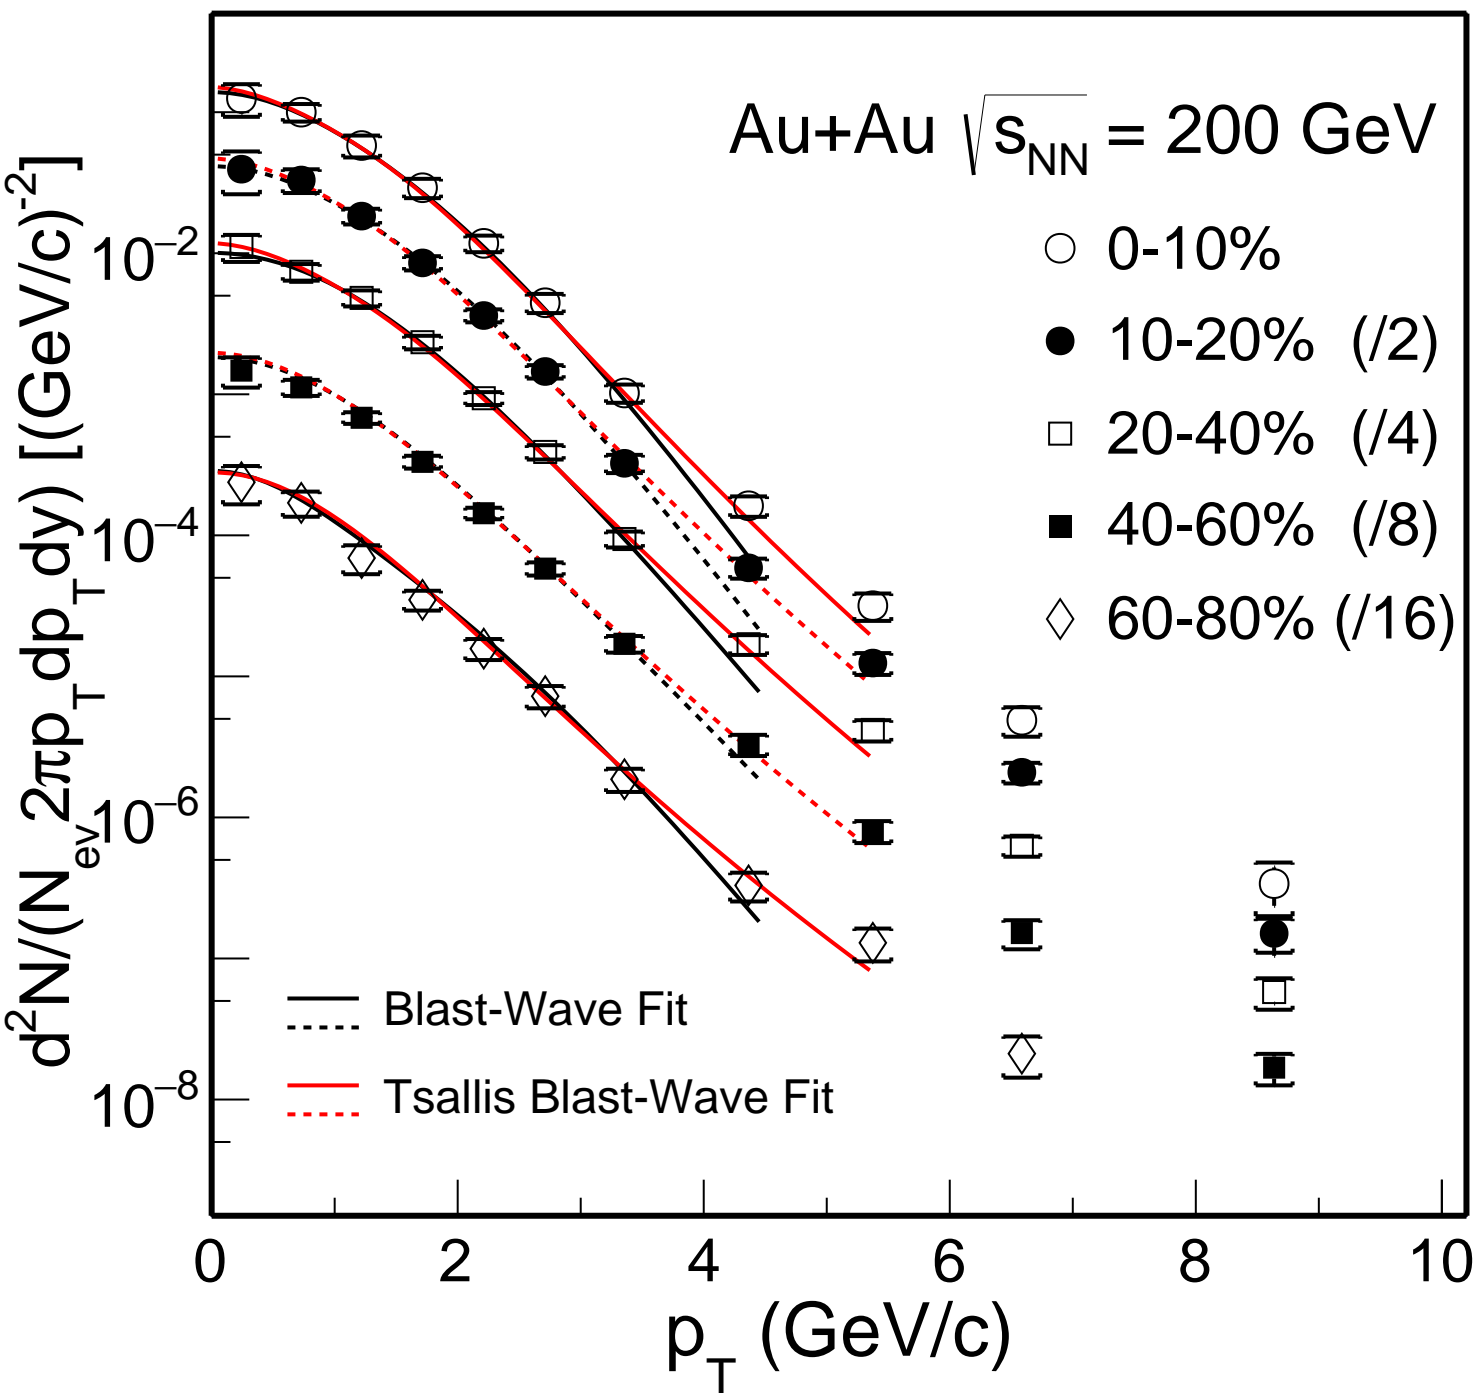 Au+Au √s_NN = 200 GeV
0-10%
10-20% (/2)
20-40% (/4)
40-60% (/8)
60-80% (/16)
d²N/(N_ev 2πp_T dp_T dy) [(GeV/c)⁻²]
10⁻²
10⁻⁴
10⁻⁶
10⁻⁸
Blast-Wave Fit
Tsallis Blast-Wave Fit
0 2 4 6 8 10
p_T (GeV/c)